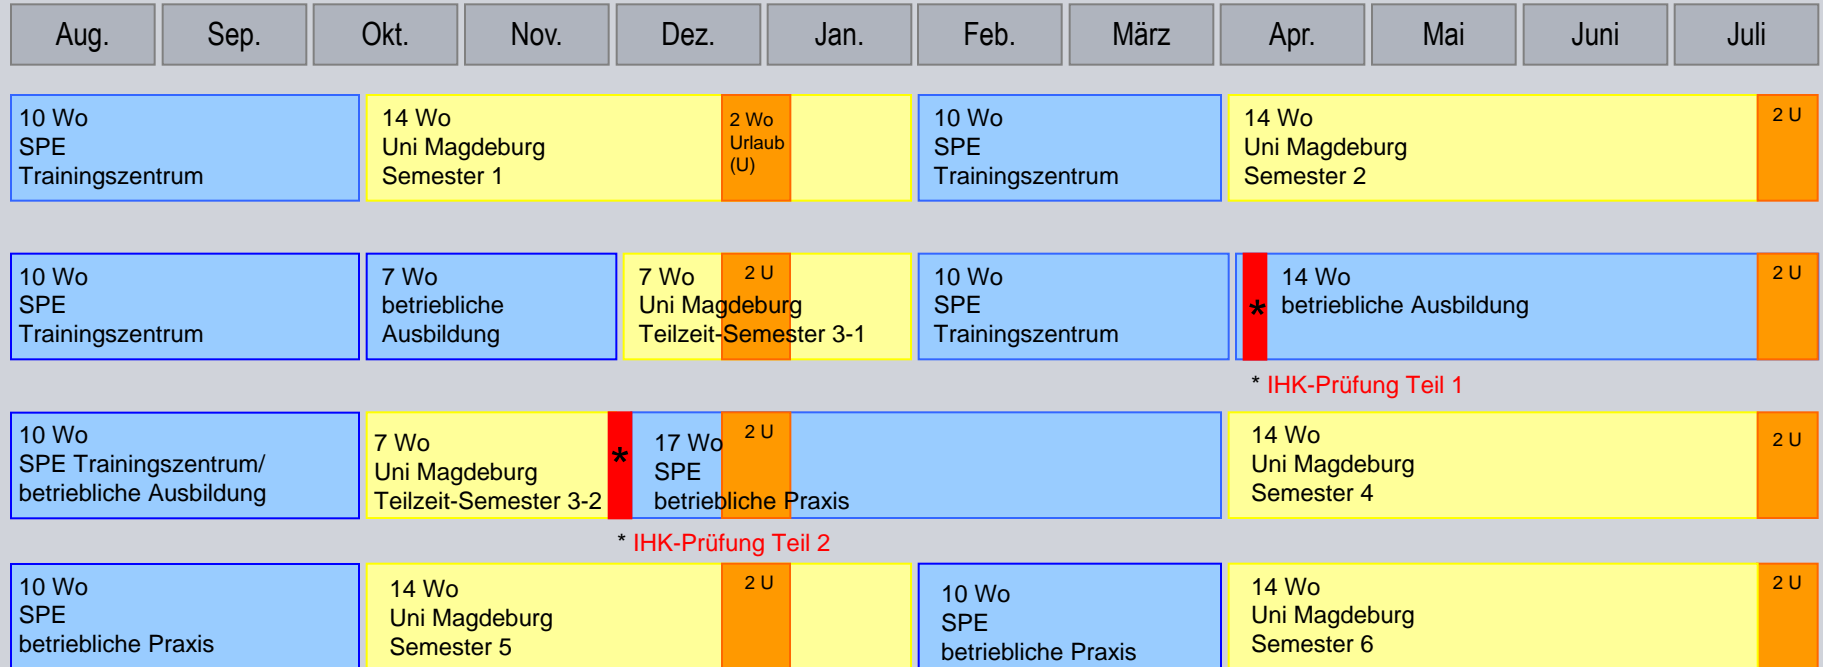 Aug.
Sep.
Okt.
Nov.
Dez.
Jan.
Feb.
März
Apr.
Mai
Juni
Juli
10 Wo
SPE
Trainingszentrum
14 Wo
Uni Magdeburg
Semester 1
2 Wo
Urlaub
(U)
10 Wo
SPE
Trainingszentrum
14 Wo
Uni Magdeburg
Semester 2
2 U
10 Wo
SPE
Trainingszentrum
7 Wo
betriebliche
Ausbildung
7 Wo
Uni Magdeburg
Teilzeit-Semester 3-1
2 U
10 Wo
SPE
Trainingszentrum
*
14 Wo
betriebliche Ausbildung
2 U
* IHK-Prüfung Teil 1
10 Wo
SPE Trainingszentrum/
betriebliche Ausbildung
7 Wo
Uni Magdeburg
Teilzeit-Semester 3-2
*
17 Wo
SPE
betriebliche Praxis
2 U
14 Wo
Uni Magdeburg
Semester 4
2 U
* IHK-Prüfung Teil 2
10 Wo
SPE
betriebliche Praxis
14 Wo
Uni Magdeburg
Semester 5
2 U
10 Wo
SPE
betriebliche Praxis
14 Wo
Uni Magdeburg
Semester 6
2 U